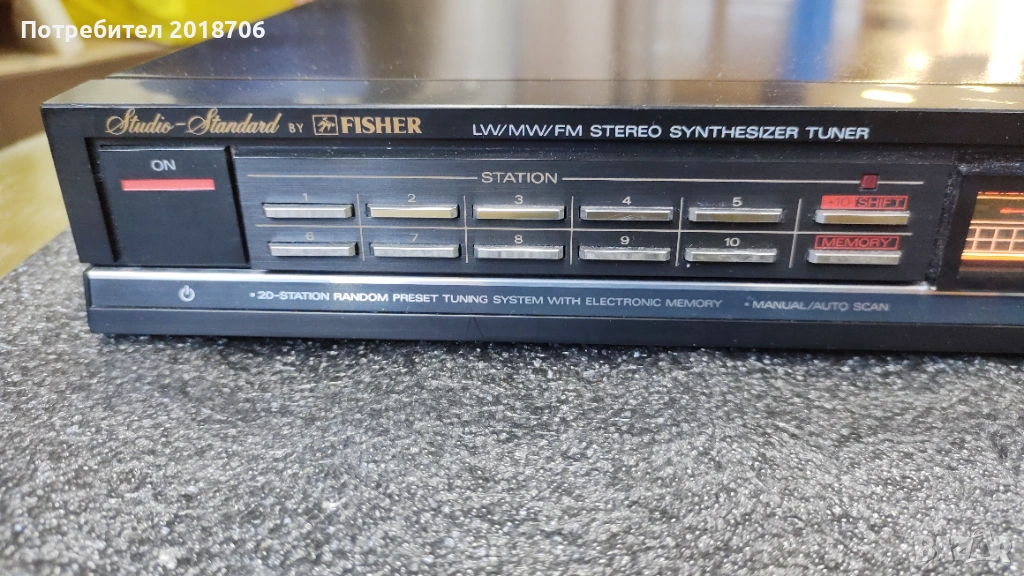 Потребител 2018706
Studio-Standard BY FISHER
LW/MW/FM STEREO SYNTHESIZER TUNER
ON
STATION
1 2 3 4 5 +10 SHIFT
6 7 8 9 10 MEMORY
• 20-STATION RANDOM PRESET TUNING SYSTEM WITH ELECTRONIC MEMORY • MANUAL/AUTO SCAN
BAZAR